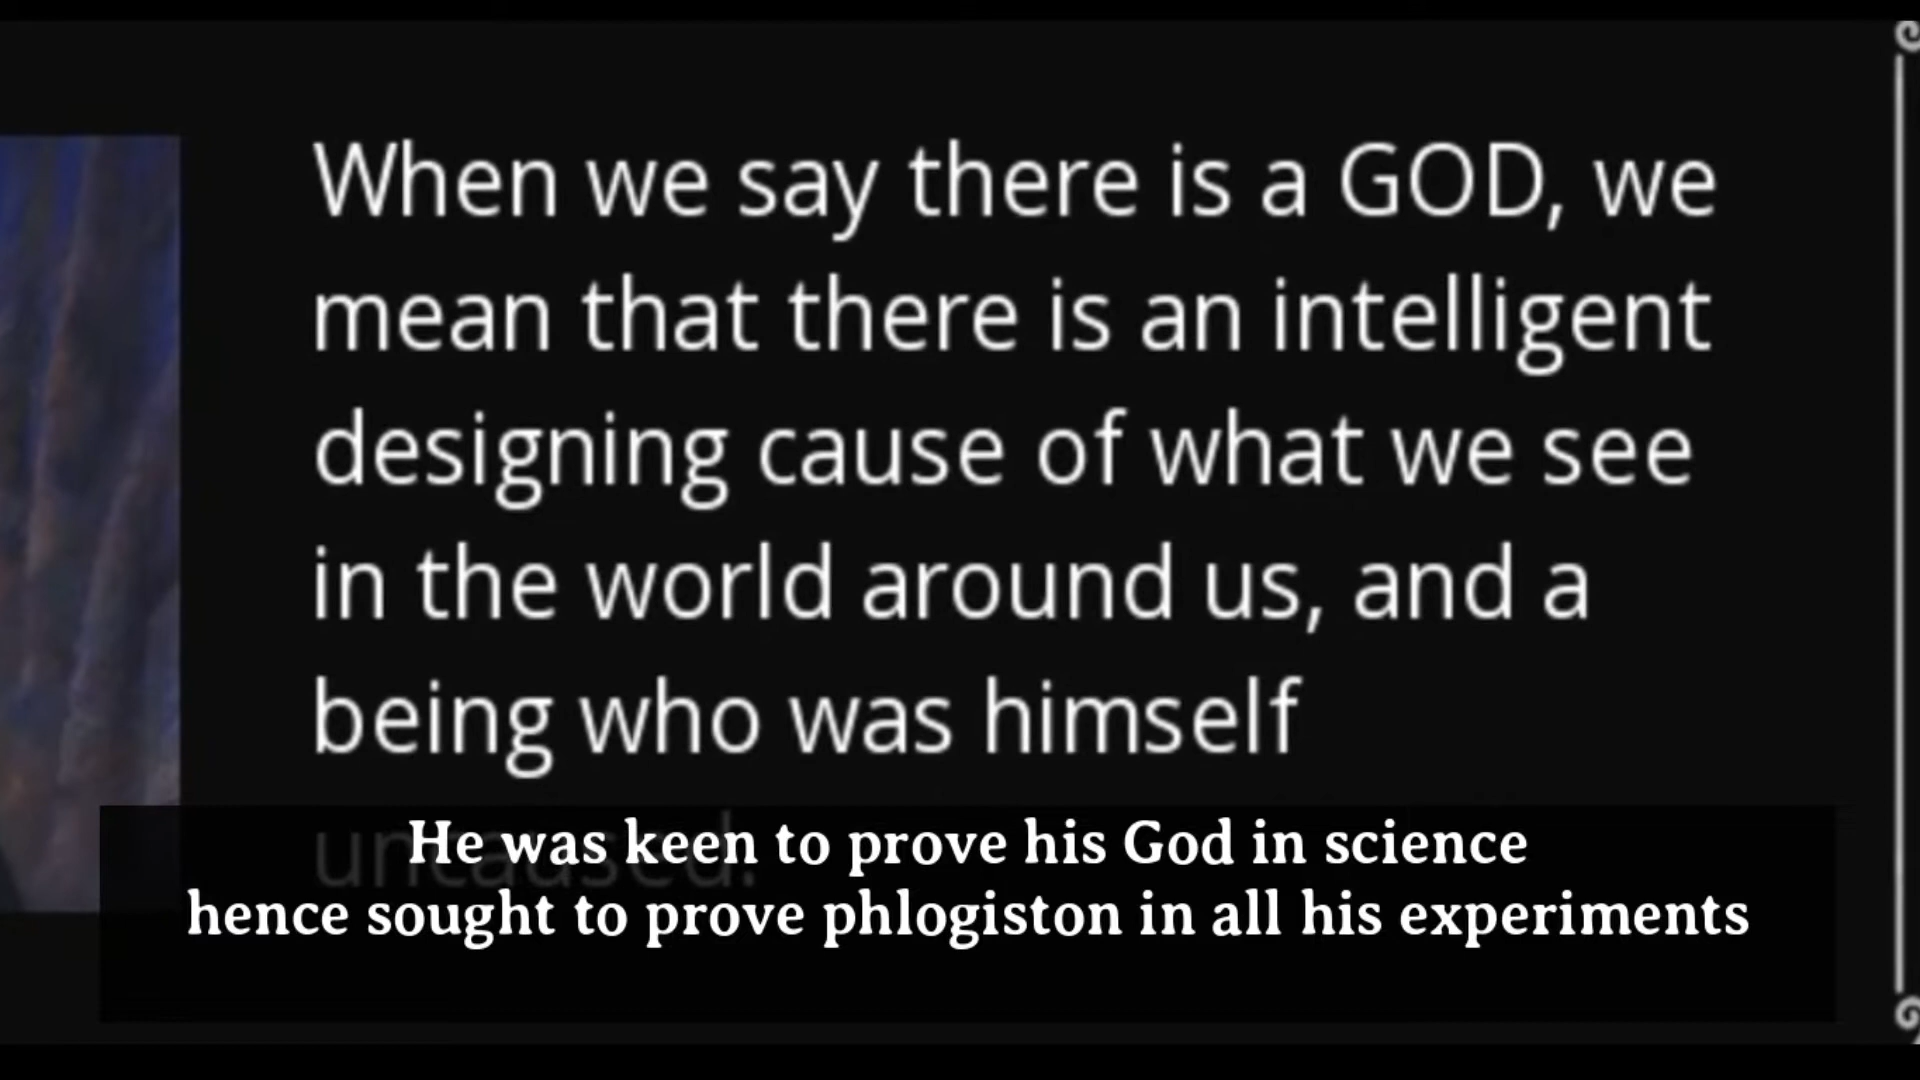 When we say there is a GOD, we
mean that there is an intelligent
designing cause of what we see
in the world around us, and a
being who was himself
uncaused.
He was keen to prove his God in science
hence sought to prove phlogiston in all his experiments